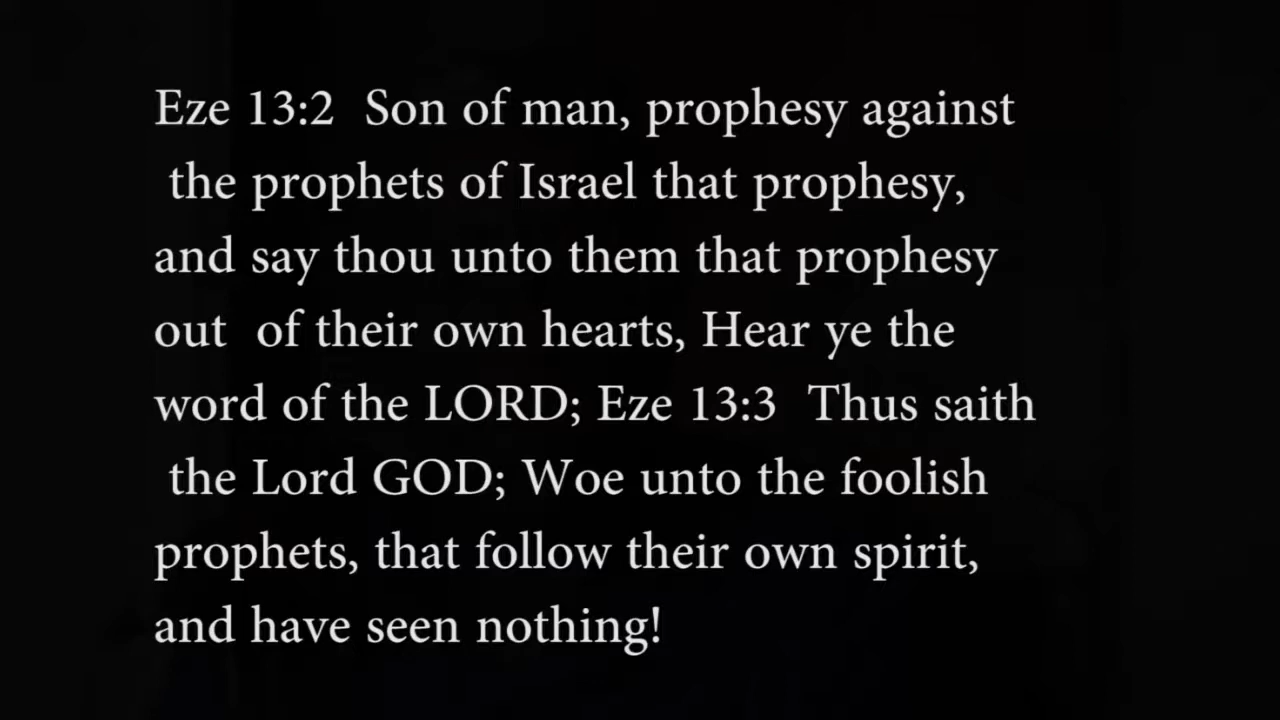 Eze 13:2  Son of man, prophesy against
the prophets of Israel that prophesy,
and say thou unto them that prophesy
out  of their own hearts, Hear ye the
word of the LORD; Eze 13:3  Thus saith
the Lord GOD; Woe unto the foolish
prophets, that follow their own spirit,
and have seen nothing!